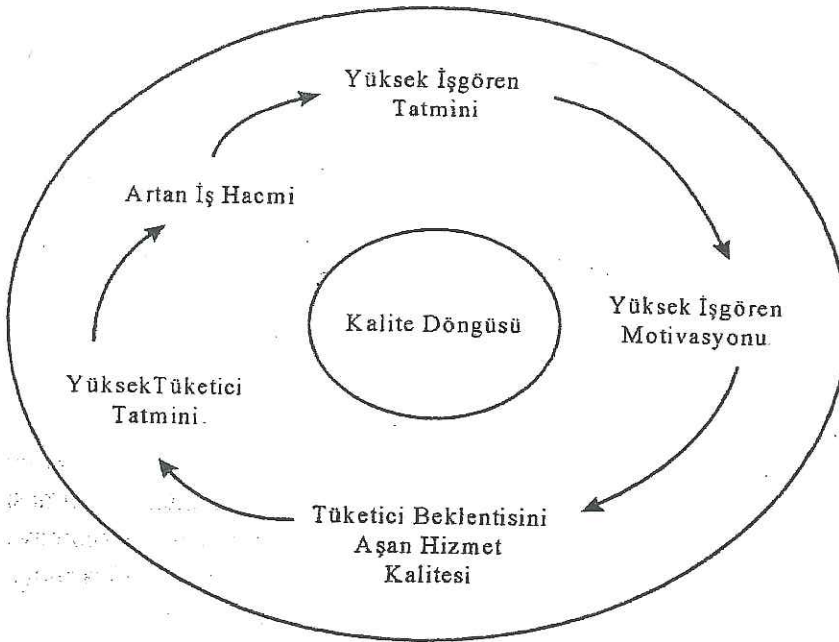 Yüksek İşgören
Tatmini
Artan İş Hacmi
Kalite Döngüsü
Yüksek İşgören
Motivasyonu
YüksekTüketici
Tatmini
Tüketici Beklentisini
Aşan Hizmet
Kalitesi